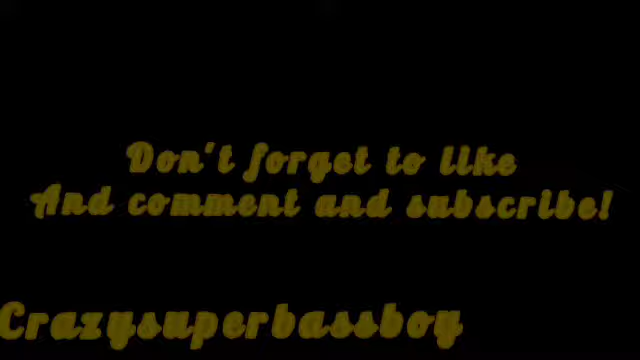 Don't forget to like
And comment and subscribe!
Crazysuperbassboy